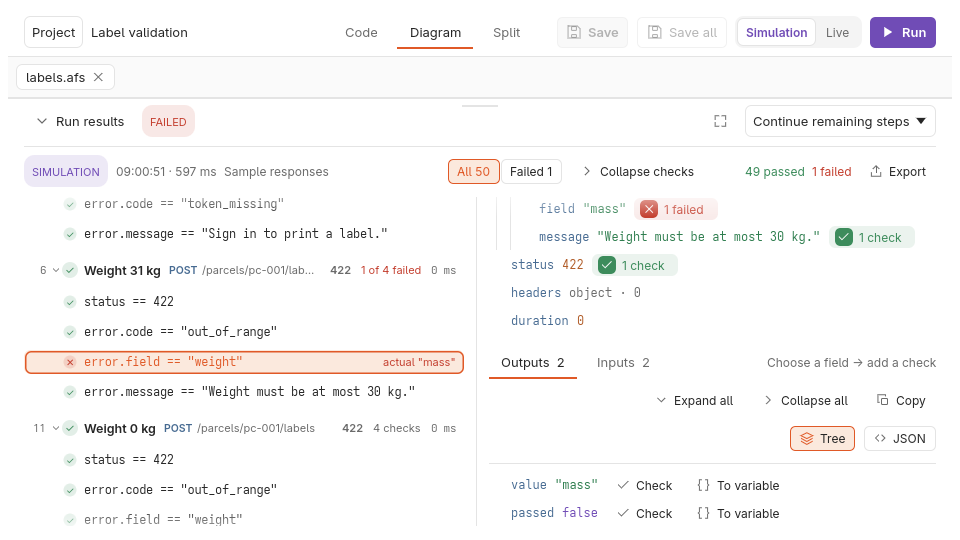 Project Label validation Code Diagram Split Save Save all Simulation Live Run
labels.afs
Run results FAILED Continue remaining steps
SIMULATION 09:00:51 · 597 ms Sample responses All 50 Failed 1 Collapse checks 49 passed 1 failed Export
error.code == "token_missing"
error.message == "Sign in to print a label."
6 Weight 31 kg POST /parcels/pc-001/lab... 422 1 of 4 failed 0 ms
status == 422
error.code == "out_of_range"
error.field == "weight" actual "mass"
error.message == "Weight must be at most 30 kg."
11 Weight 0 kg POST /parcels/pc-001/labels 422 4 checks 0 ms
status == 422
error.code == "out_of_range"
error.field == "weight"
field "mass" 1 failed
message "Weight must be at most 30 kg." 1 check
status 422 1 check
headers object · 0
duration 0
Outputs 2 Inputs 2 Choose a field → add a check
Expand all Collapse all Copy
Tree JSON
value "mass" Check {} To variable
passed false Check {} To variable